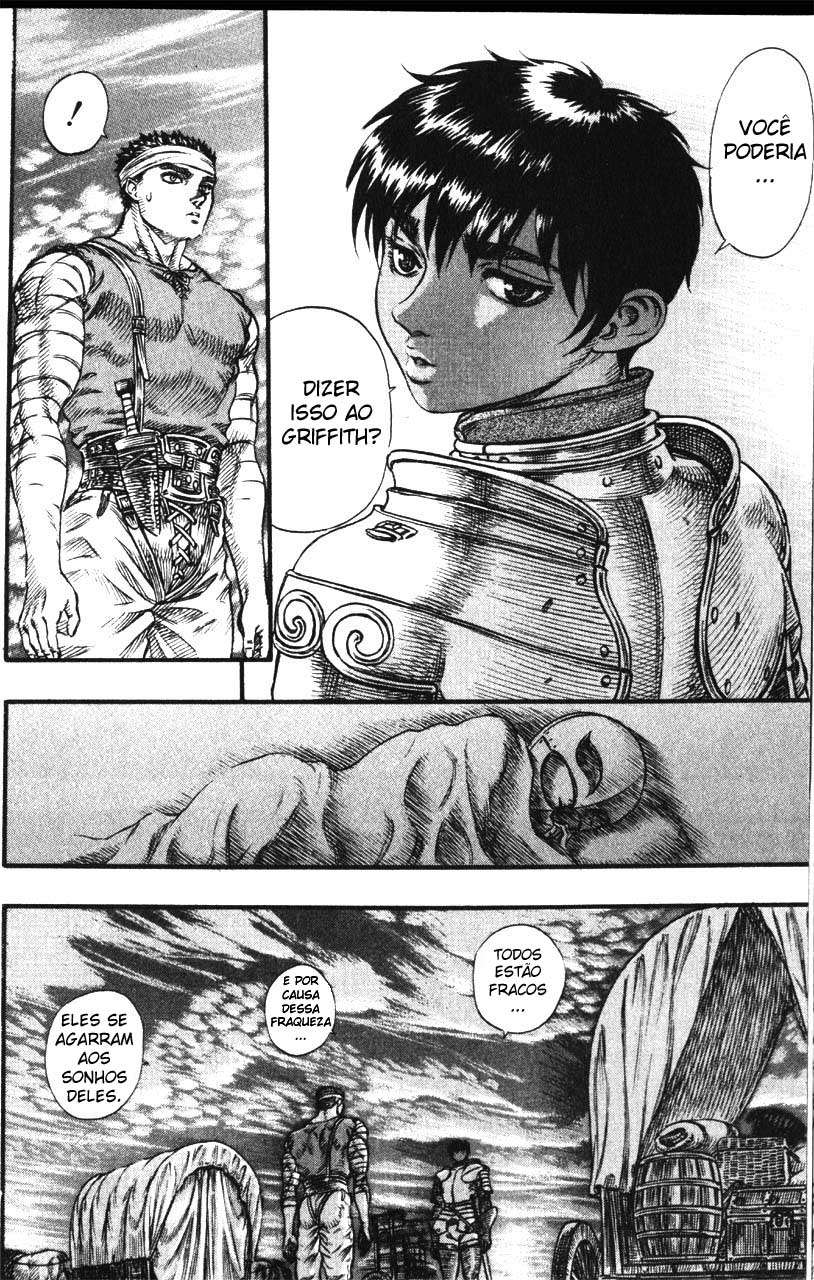 VOCÊ
PODERIA
...
DIZER
ISSO AO
GRIFFITH?
!
TODOS
ESTÃO
FRACOS
...
E POR
CAUSA
DESSA
FRAQUEZA
...
ELES SE
AGARRAM
AOS
SONHOS
DELES.